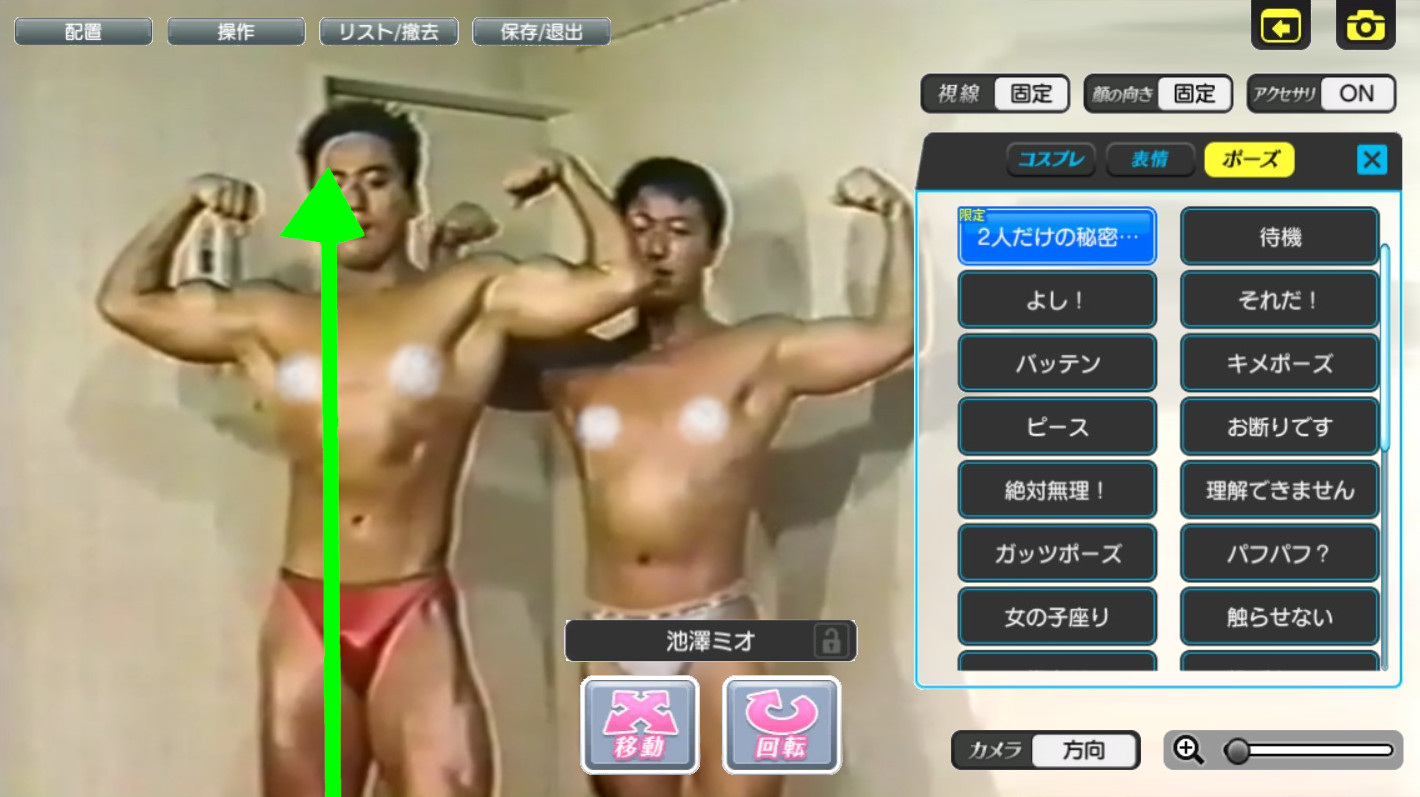 配置
操作
リスト/撤去
保存/退出
視線 固定
顔の向き 固定
アクセサリ ON
コスプレ
表情
ポーズ
限定
2人だけの秘密…
待機
よし！
それだ！
バッテン
キメポーズ
ピース
お断りです
絶対無理！
理解できません
ガッツポーズ
パフパフ？
女の子座り
触らせない
池澤ミオ
移動
回転
カメラ 方向